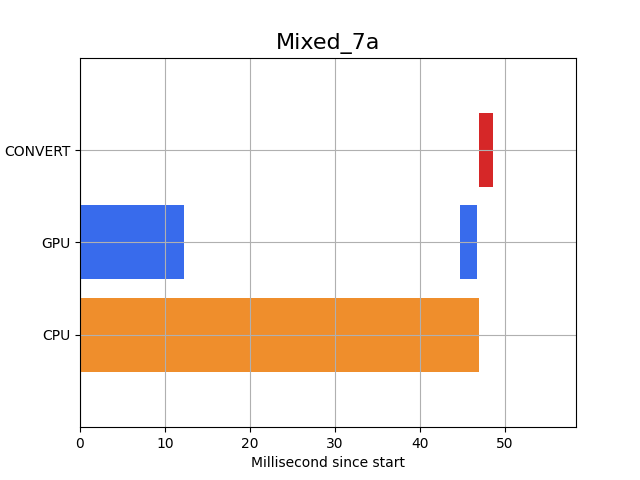 Mixed_7a
CONVERT
GPU
CPU
0 10 20 30 40 50
Millisecond since start